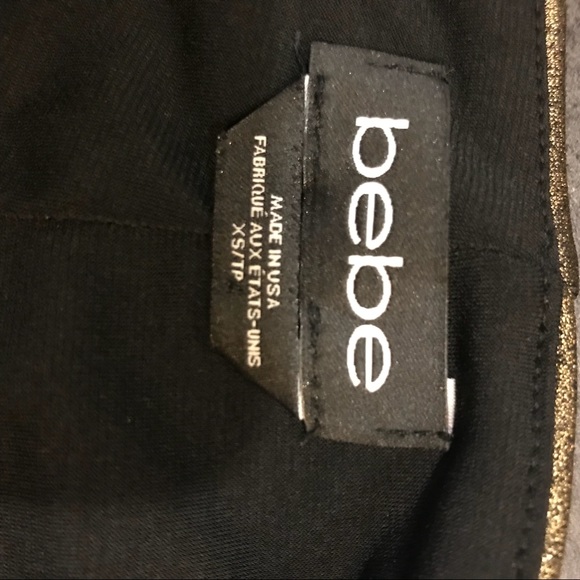 bebe
MADE IN USA
FABRIQUÉ AUX ÉTATS-UNIS
XS/TP